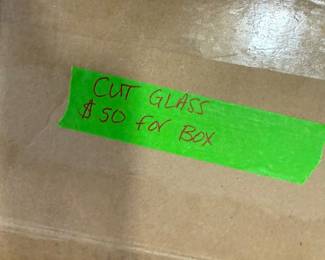 CUT GLASS
$50 for Box